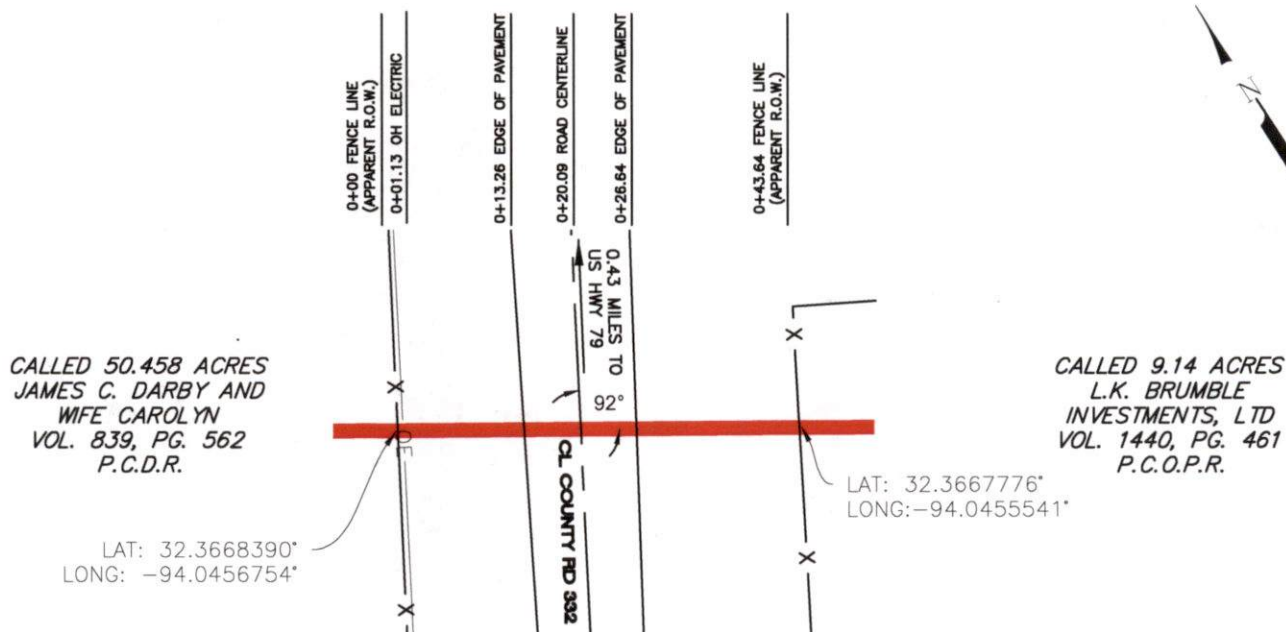 0+00 FENCE LINE
(APPARENT R.O.W.)
0+01.13 OH ELECTRIC
0+13.26 EDGE OF PAVEMENT
0+20.09 ROAD CENTERLINE
0+26.64 EDGE OF PAVEMENT
0+43.64 FENCE LINE
(APPARENT R.O.W.)
N
0.43 MILES TO
US HWY 79
CALLED 50.458 ACRES
JAMES C. DARBY AND
WIFE CAROLYN
VOL. 839, PG. 562
P.C.D.R.
X
X
OE
92°
CL COUNTY RD 332
X
X
CALLED 9.14 ACRES
L.K. BRUMBLE
INVESTMENTS, LTD
VOL. 1440, PG. 461
P.C.O.P.R.
LAT: 32.3667776°
LONG:-94.0455541°
LAT: 32.3668390°
LONG: -94.0456754°